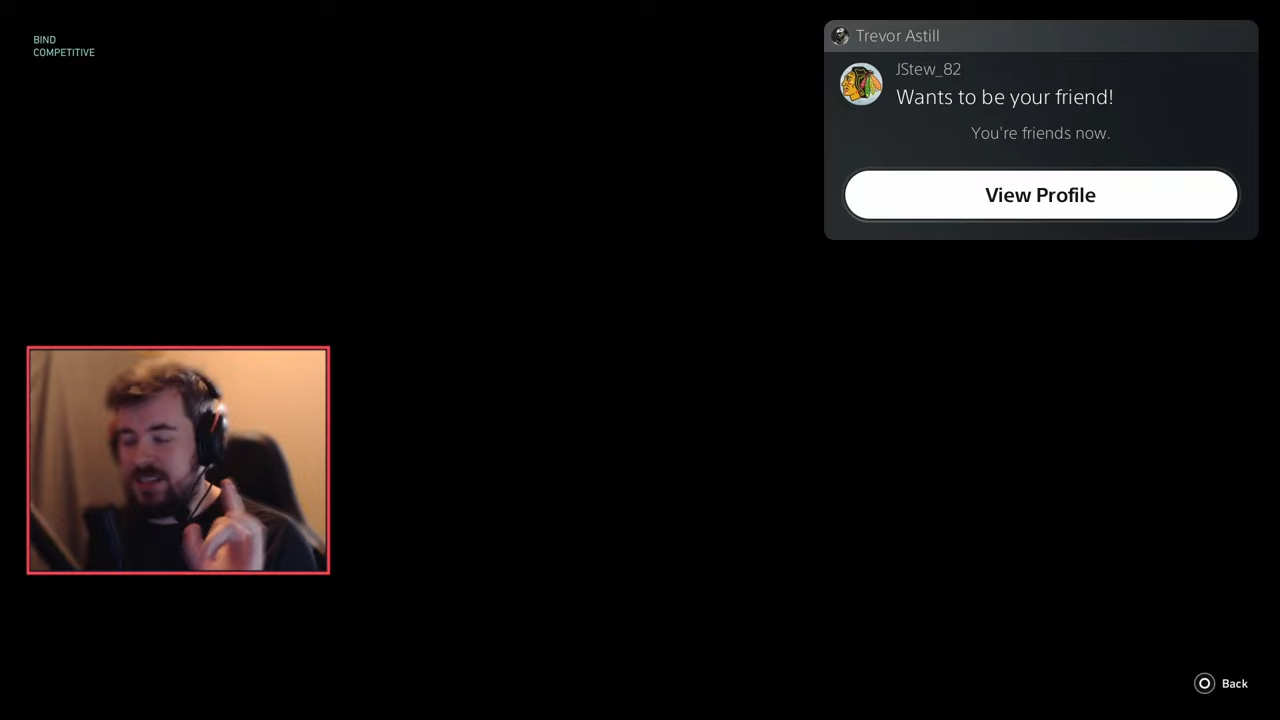 BIND
COMPETITIVE
Trevor Astill
JStew_82
Wants to be your friend!
You're friends now.
View Profile
Back